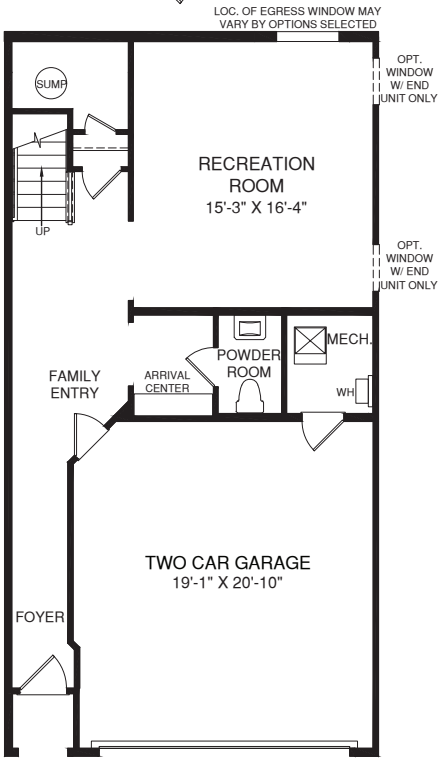 LOC. OF EGRESS WINDOW MAY
VARY BY OPTIONS SELECTED
OPT.
WINDOW
W/ END
UNIT ONLY
SUMP
RECREATION
ROOM
15'-3" X 16'-4"
UP
OPT.
WINDOW
W/ END
UNIT ONLY
FAMILY
ENTRY
ARRIVAL
CENTER
POWDER
ROOM
MECH.
WH
TWO CAR GARAGE
19'-1" X 20'-10"
FOYER